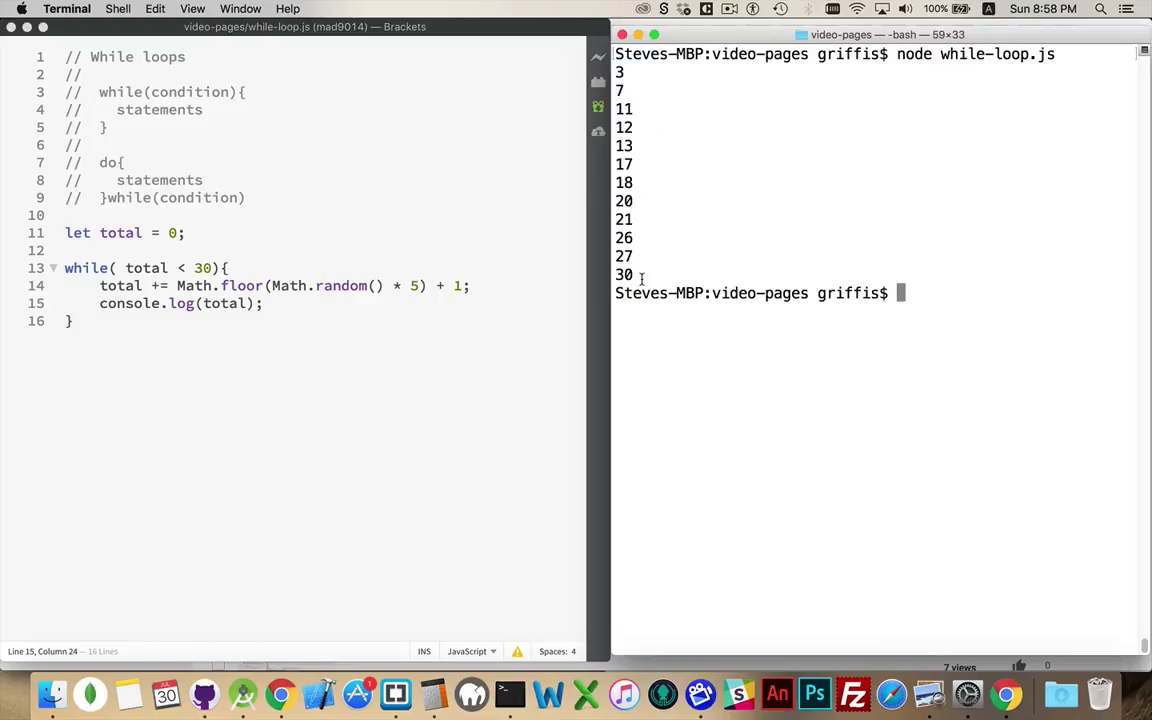 Terminal Shell Edit View Window Help
100% A Sun 8:58 PM
video-pages/while-loop.js (mad9014) — Brackets
1 // While loops
2 //
3 // while(condition){
4 // statements
5 // }
6 //
7 // do{
8 // statements
9 // }while(condition)
10
11 let total = 0;
12
13 while( total < 30){
14 total += Math.floor(Math.random() * 5) + 1;
15 console.log(total);
16 }
Line 15, Column 24 — 16 Lines
INS JavaScript Spaces: 4
video-pages — -bash — 59×33
Steves-MBP:video-pages griffis$ node while-loop.js
3
7
11
12
13
17
18
20
21
26
27
30
Steves-MBP:video-pages griffis$
7 views 0
JUL
30
1
W
X
S
An
Ps
Fz